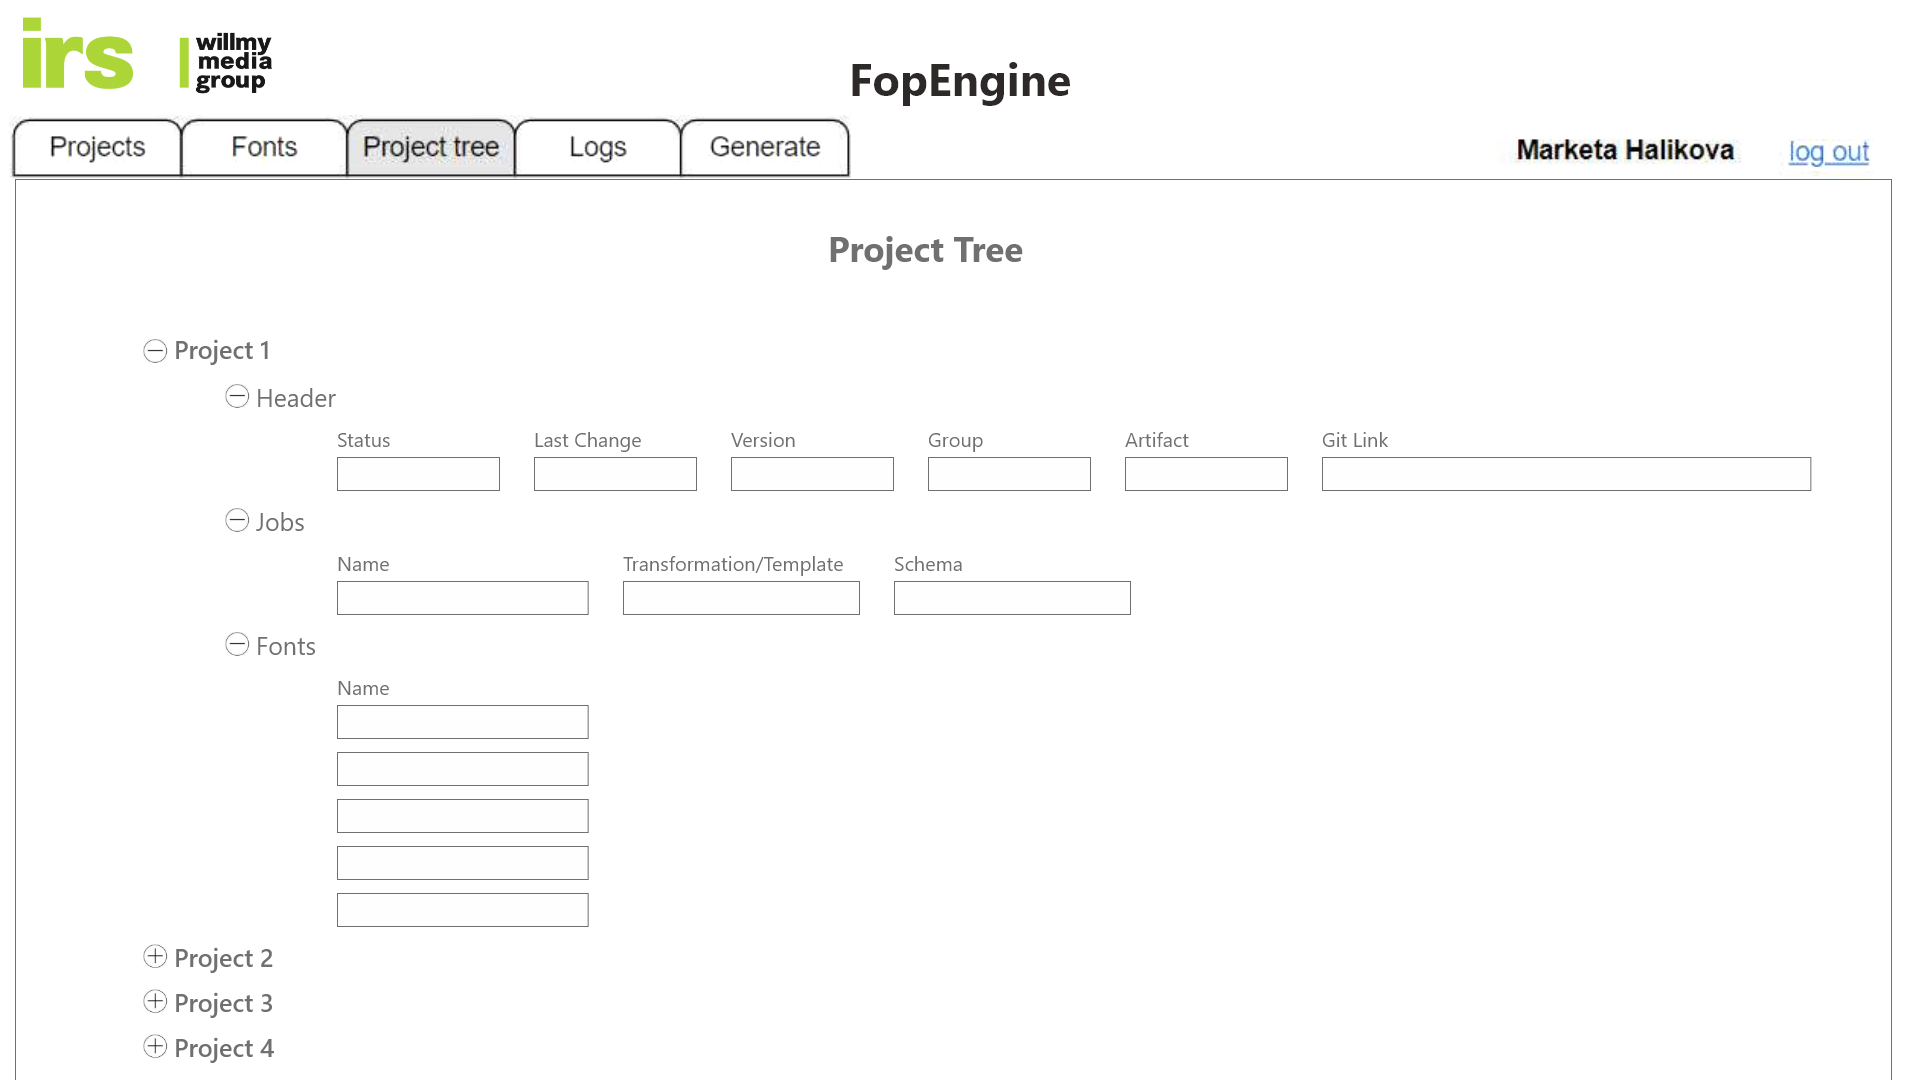 irs
willmy
media
group
FopEngine
Projects Fonts Project tree Logs Generate
Marketa Halikova log out
Project Tree
Project 1
Header
Status Last Change Version Group Artifact Git Link
Jobs
Name Transformation/Template Schema
Fonts
Name
Project 2
Project 3
Project 4